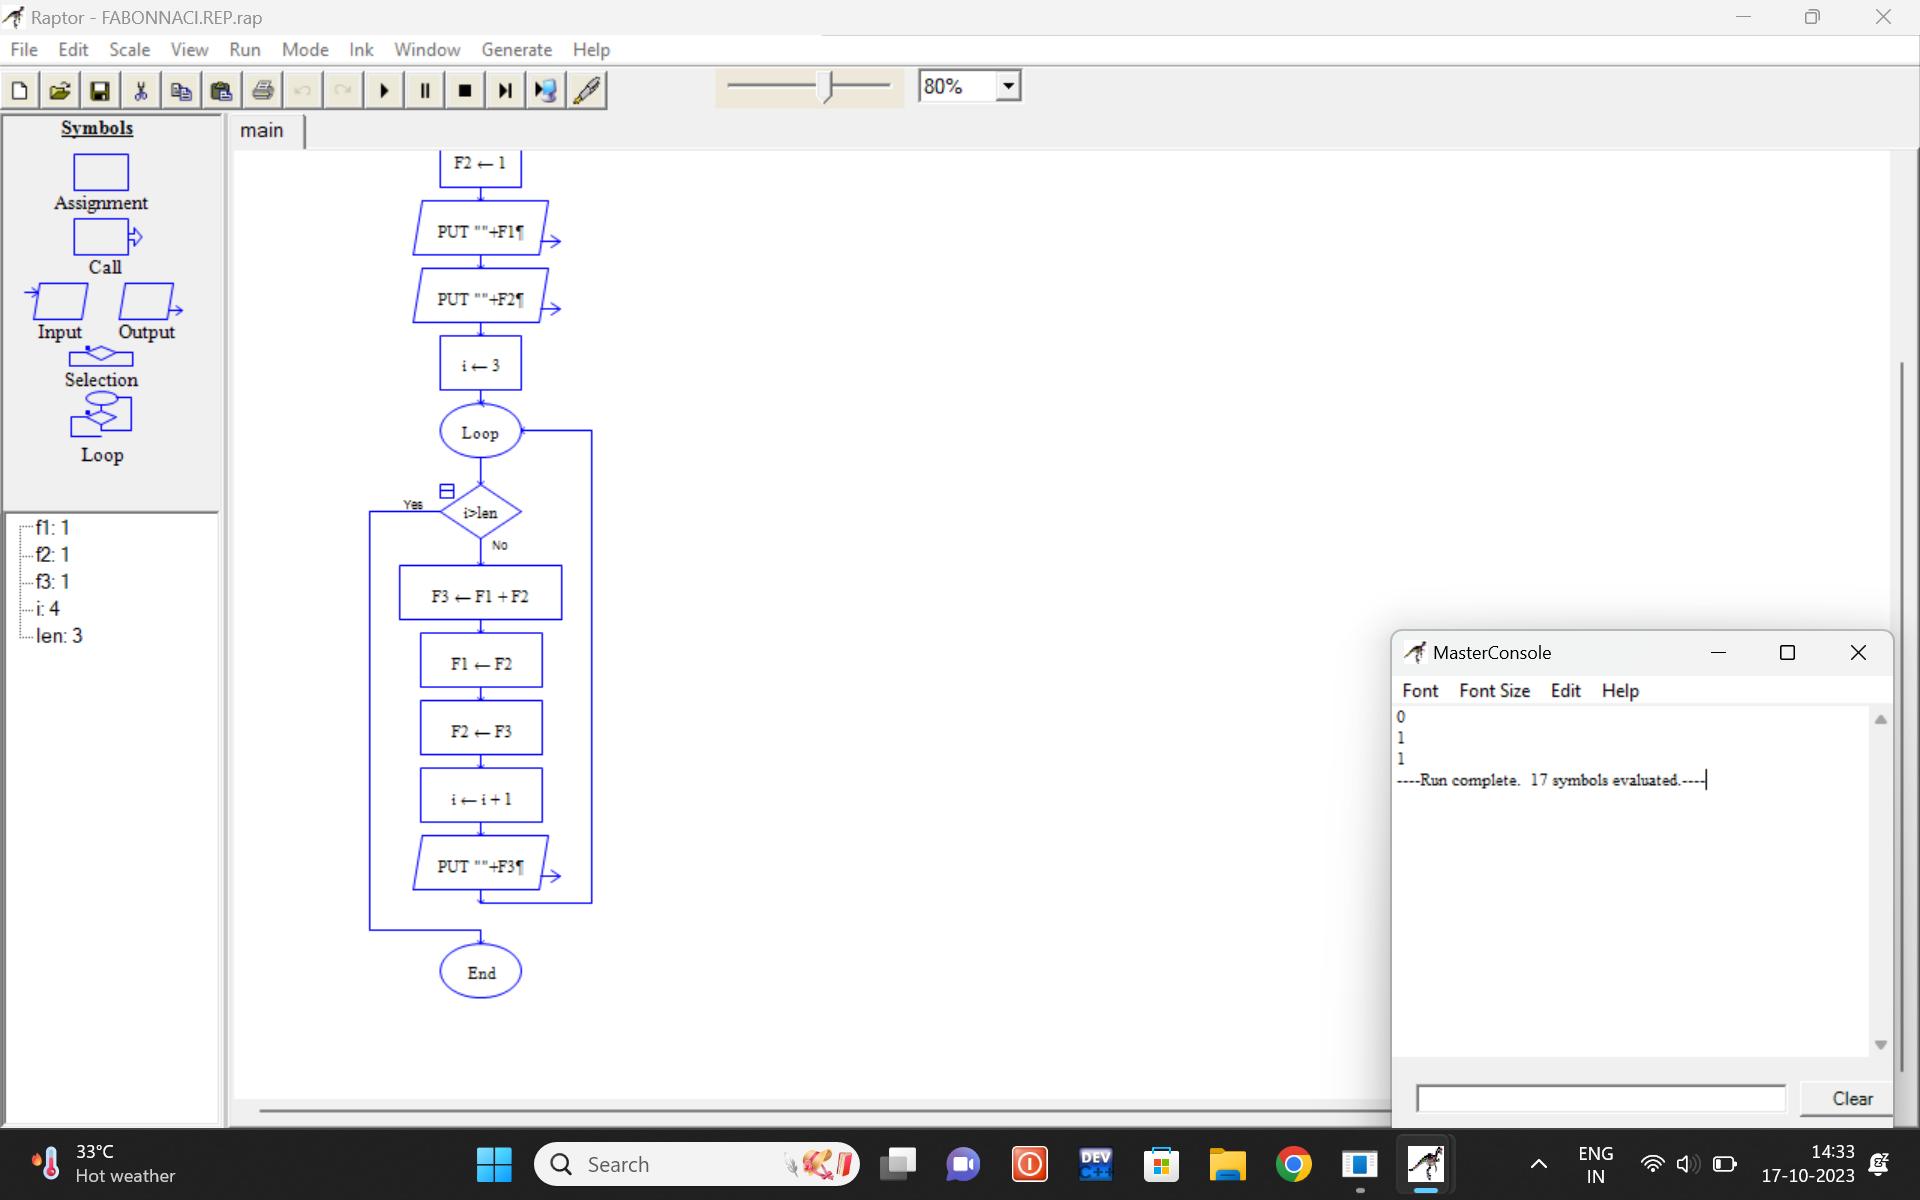 Raptor - FABONNACI.REP.rap
File Edit Scale View Run Mode Ink Window Generate Help
80%
Symbols
Assignment
Call
Input Output
Selection
Loop
f1: 1
f2: 1
f3: 1
i: 4
len: 3
main
F2 ← 1
PUT ""+F1¶
PUT ""+F2¶
i ← 3
Loop
Yes
i>len
No
F3 ← F1 + F2
F1 ← F2
F2 ← F3
i ← i + 1
PUT ""+F3¶
End
MasterConsole
Font Font Size Edit Help
0
1
1
----Run complete.  17 symbols evaluated.----
Clear
33°C
Hot weather
Search
DEV
C++
ENG
IN
14:33
17-10-2023